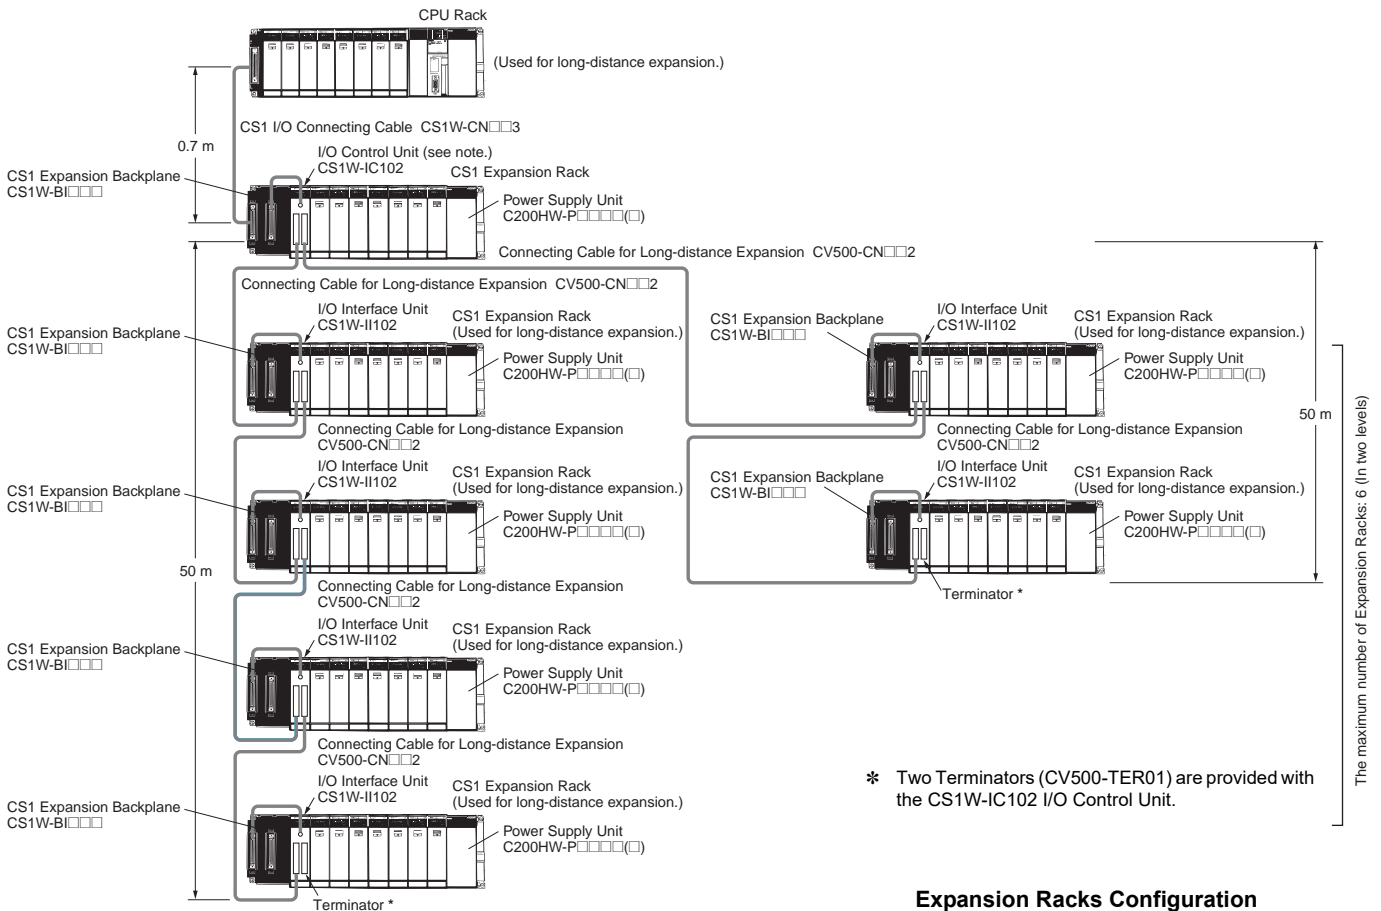 CPU Rack
(Used for long-distance expansion.)
CS1 I/O Connecting Cable CS1W-CN□□3
0.7 m
I/O Control Unit (see note.)
CS1W-IC102
CS1 Expansion Rack
CS1 Expansion Backplane
CS1W-BI□□□
Power Supply Unit
C200HW-P□□□□(□)
Connecting Cable for Long-distance Expansion CV500-CN□□2
Connecting Cable for Long-distance Expansion CV500-CN□□2
I/O Interface Unit
CS1W-II102
CS1 Expansion Rack
(Used for long-distance expansion.)
CS1 Expansion Backplane
CS1W-BI□□□
Power Supply Unit
C200HW-P□□□□(□)
CS1 Expansion Backplane
CS1W-BI□□□
I/O Interface Unit
CS1W-II102
CS1 Expansion Rack
(Used for long-distance expansion.)
Power Supply Unit
C200HW-P□□□□(□)
50 m
Connecting Cable for Long-distance Expansion
CV500-CN□□2
I/O Interface Unit
CS1W-II102
CS1 Expansion Rack
(Used for long-distance expansion.)
CS1 Expansion Backplane
CS1W-BI□□□
Power Supply Unit
C200HW-P□□□□(□)
Connecting Cable for Long-distance Expansion
CV500-CN□□2
CS1 Expansion Backplane
CS1W-BI□□□
I/O Interface Unit
CS1W-II102
CS1 Expansion Rack
(Used for long-distance expansion.)
Power Supply Unit
C200HW-P□□□□(□)
Terminator *
The maximum number of Expansion Racks: 6 (In two levels)
50 m
Connecting Cable for Long-distance Expansion
CV500-CN□□2
I/O Interface Unit
CS1W-II102
CS1 Expansion Rack
(Used for long-distance expansion.)
CS1 Expansion Backplane
CS1W-BI□□□
Power Supply Unit
C200HW-P□□□□(□)
Connecting Cable for Long-distance Expansion
CV500-CN□□2
I/O Interface Unit
CS1W-II102
CS1 Expansion Rack
(Used for long-distance expansion.)
CS1 Expansion Backplane
CS1W-BI□□□
Power Supply Unit
C200HW-P□□□□(□)
Terminator *
* Two Terminators (CV500-TER01) are provided with
the CS1W-IC102 I/O Control Unit.
Expansion Racks Configuration